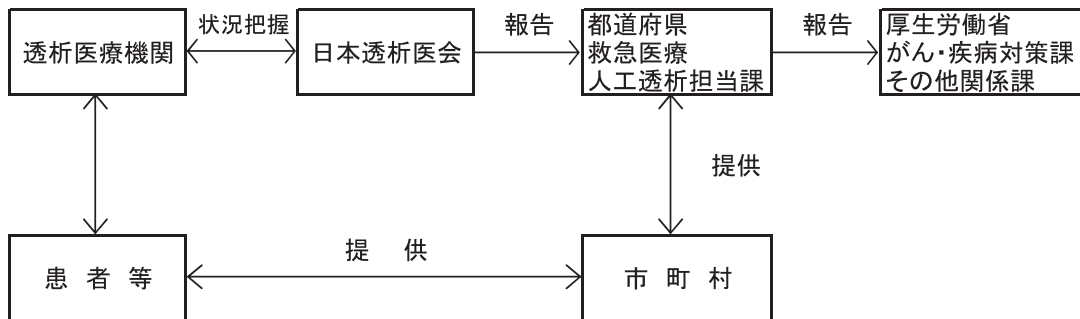 状況把握
報告
報告
透析医療機関
日本透析医会
都道府県
救急医療
人工透析担当課
厚生労働省
がん・疾病対策課
その他関係課
提供
提　供
患 者 等
市 町 村